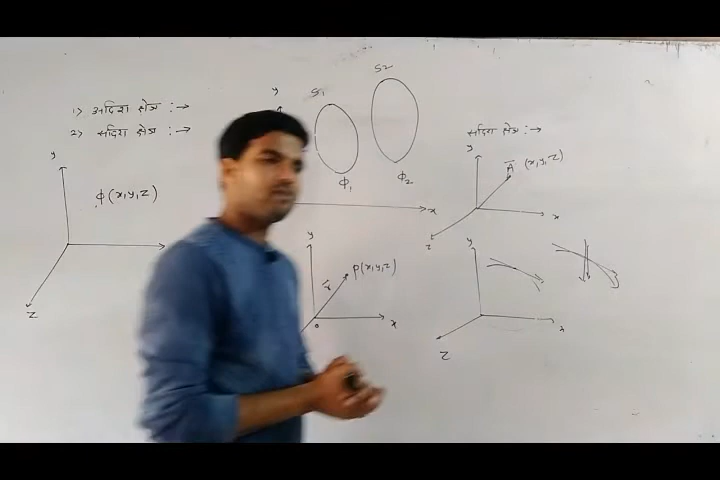 1) अदिश क्षेत्र :→
2) सदिश क्षेत्र :→
y
ϕ(x,y,z)
z
y
S₁
S₂
ϕ₁
ϕ₂
x
y
r⃗
P(x,y,z)
o
x
सदिश क्षेत्र :→
y
A⃗ (x,y,z)
x
z
y
x
z